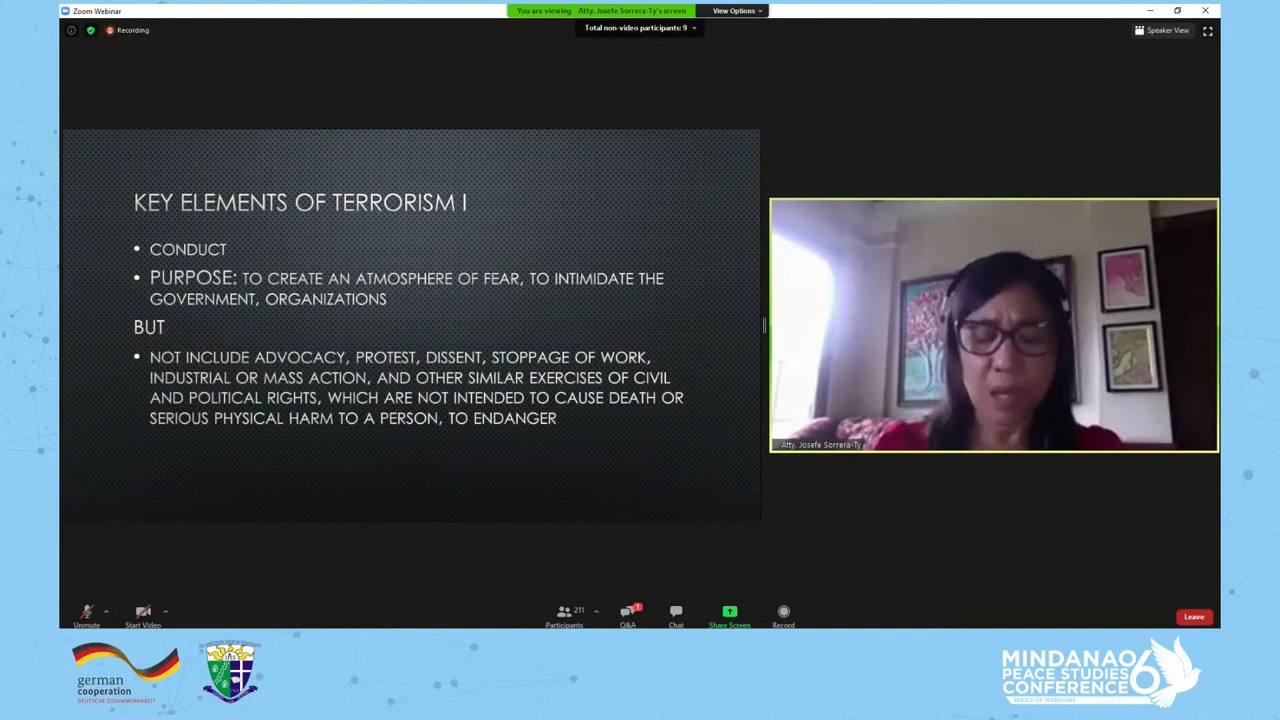 Zoom Webinar
You are viewing Atty. Josefe Sorrera-Ty's screen
View Options
Total non-video participants: 9
Recording
Speaker View
KEY ELEMENTS OF TERRORISM I
• CONDUCT
• PURPOSE: TO CREATE AN ATMOSPHERE OF FEAR, TO INTIMIDATE THE
GOVERNMENT, ORGANIZATIONS
BUT
• NOT INCLUDE ADVOCACY, PROTEST, DISSENT, STOPPAGE OF WORK,
INDUSTRIAL OR MASS ACTION, AND OTHER SIMILAR EXERCISES OF CIVIL
AND POLITICAL RIGHTS, WHICH ARE NOT INTENDED TO CAUSE DEATH OR
SERIOUS PHYSICAL HARM TO A PERSON, TO ENDANGER
Atty. Josefe Sorrera-Ty
Unmute
Start Video
211
Participants
1
Q&A
Chat
Share Screen
Record
Leave
german
cooperation
DEUTSCHE ZUSAMMENARBEIT
MINDANAO
PEACE STUDIES
CONFERENCE
6
SERIES OF WEBINARS